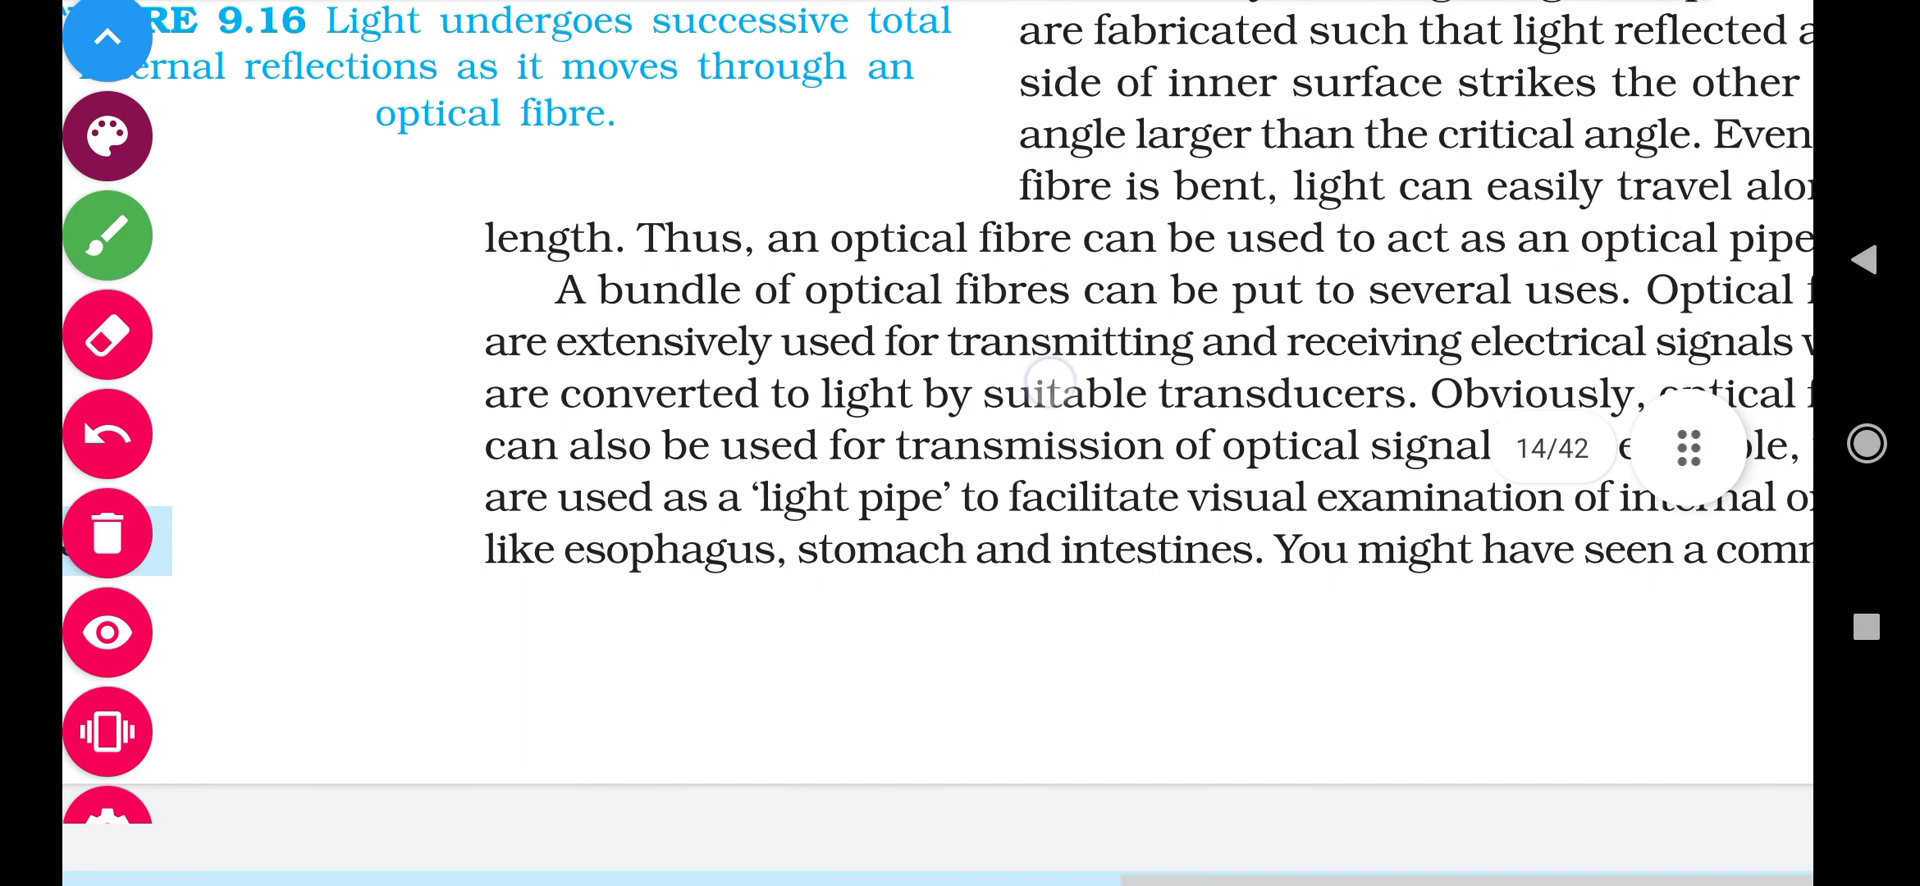 RE 9.16 Light undergoes successive total
ernal reflections as it moves through an
optical fibre.
are fabricated such that light reflected
side of inner surface strikes the other
angle larger than the critical angle. Even
fibre is bent, light can easily travel
length. Thus, an optical fibre can be used to act as an optical pipe
A bundle of optical fibres can be put to several uses. Optical
are extensively used for transmitting and receiving electrical signals
are converted to light by suitable transducers. Obviously, optical
can also be used for transmission of optical signal
14/42
are used as a ‘light pipe’ to facilitate visual examination of
like esophagus, stomach and intestines. You might have seen a